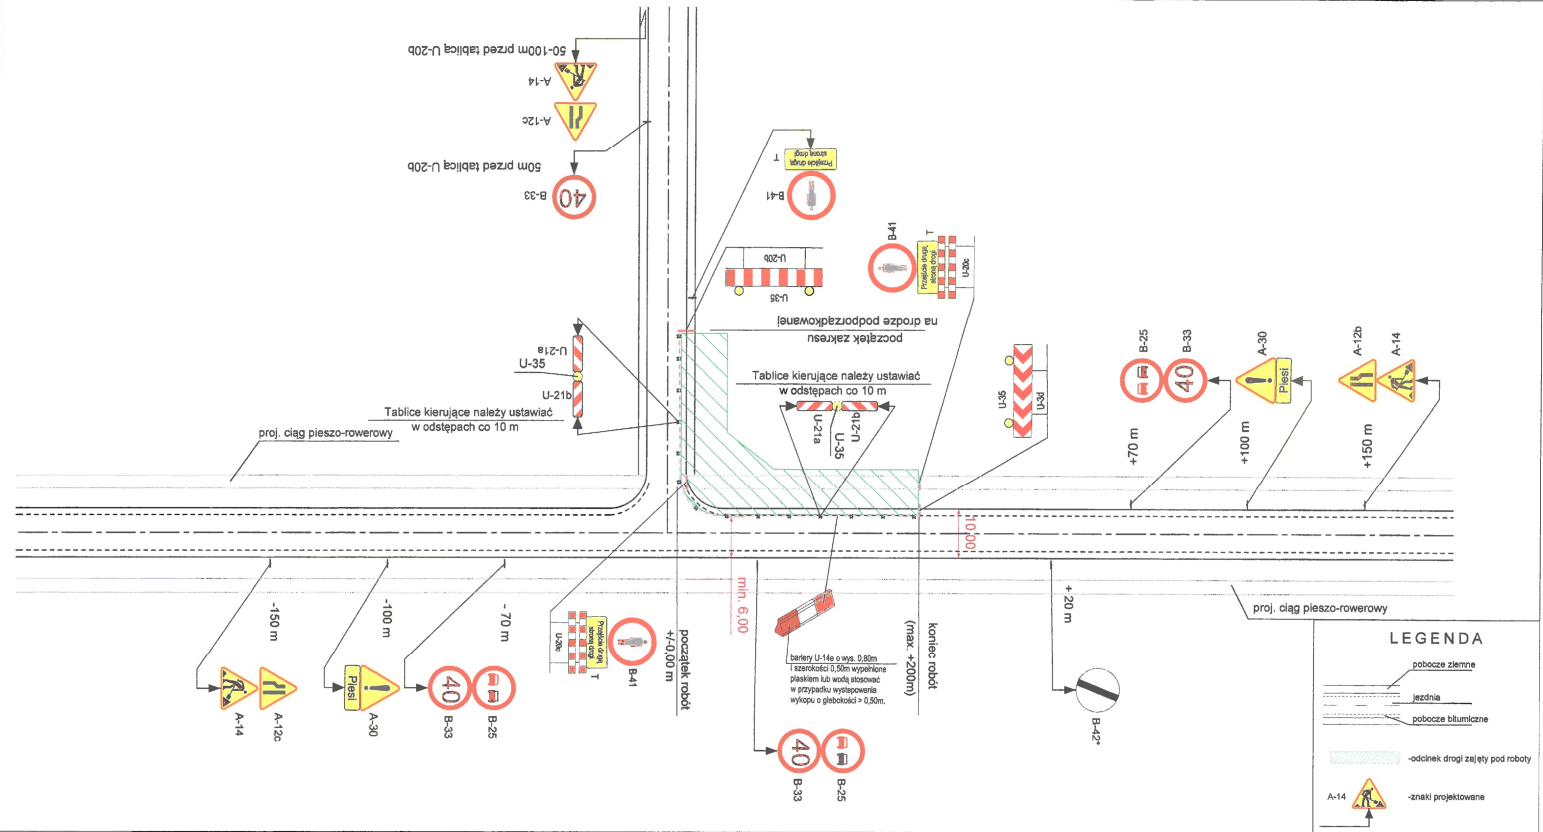 50-100m przed tablicą U-20b
A-14
A-12c
50m przed tablicą U-20b
40
B-33
T
Przejście drugą
stroną drogi
B-41
U-20b
U-35
B-41
T
Przejście drugą
stroną drogi
U-20c
początek zakresu
na drodze podporządkowanej
U-21a
U-35
U-21b
Tablice kierujące należy ustawiać
w odstępach co 10 m
proj. ciąg pieszo-rowerowy
Tablice kierujące należy ustawiać
w odstępach co 10 m
U-21a
U-35
U-21b
U-35
U-3d
B-25
B-33
40
A-30
Piesi
A-12b
A-14
+70 m
+100 m
+150 m
10,00
min. 6,00
-150 m
-100 m
- 70 m
+ 20 m
A-14
A-12c
Piesi
A-30
40
B-33
B-25
U-20c
Przejście drugą
stroną drogi
T
B-41
początek robót
+/-0,00 m
bariery U-14e o wys. 0,80m
i szerokości 0,50m wypełnione
piaskiem lub wodą stosować
w przypadku wystepowania
wykopu o głebokości > 0,50m.
koniec robót
(max. +200m)
40
B-33
B-25
B-42*
proj. ciąg pieszo-rowerowy
LEGENDA
pobocze ziemne
jezdnia
pobocze bitumiczne
-odcinek drogi zajęty pod roboty
A-14
-znaki projektowane